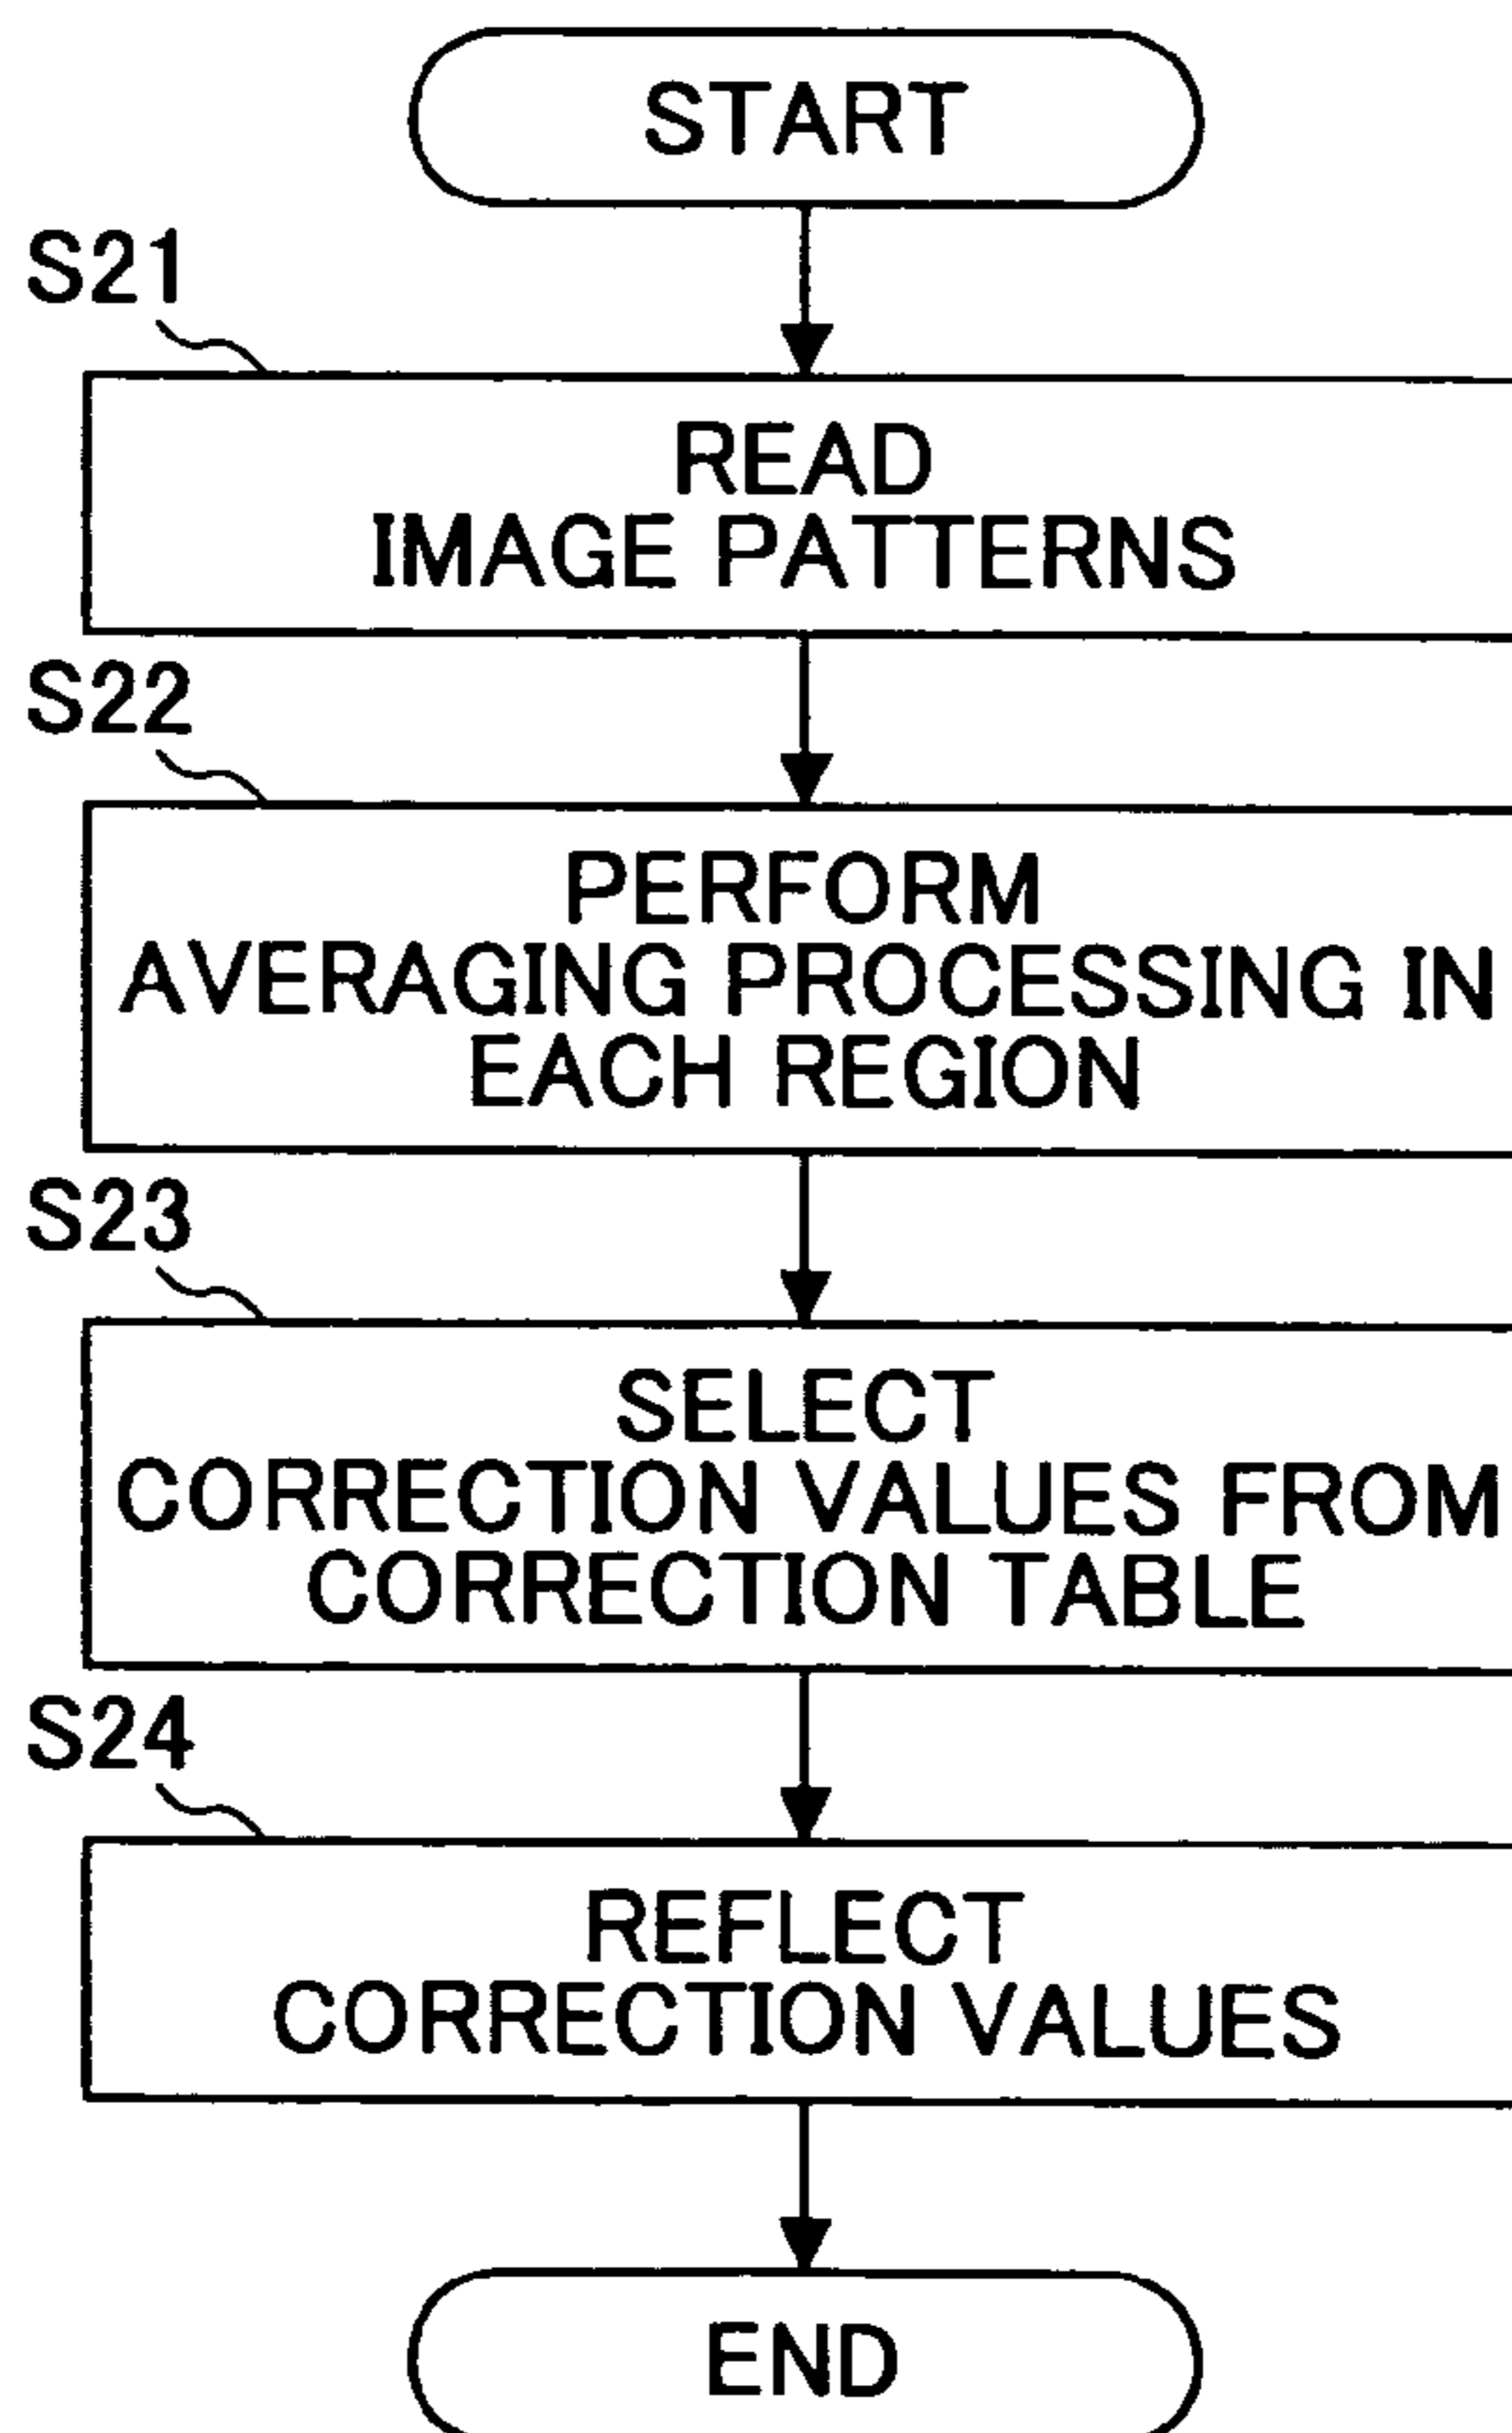 START
S21
READ
IMAGE PATTERNS
S22
PERFORM
AVERAGING PROCESSING IN
EACH REGION
S23
SELECT
CORRECTION VALUES FROM
CORRECTION TABLE
S24
REFLECT
CORRECTION VALUES
END